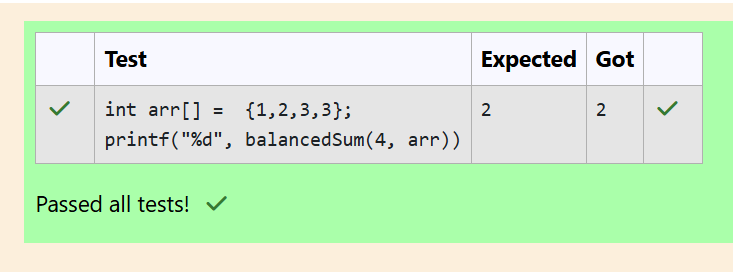 Test Expected Got
int arr[] =  {1,2,3,3}; 2 2
printf("%d", balancedSum(4, arr))
Passed all tests!